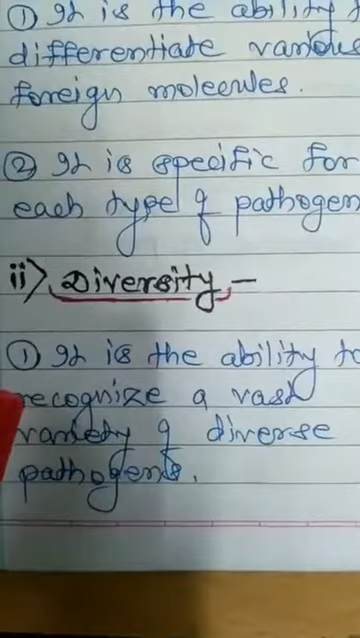 ① It is the ability t
differentiate various
foreign molecules.
② It is specific for
each type of pathogen
ii> Diversity –
① It is the ability to
recognize a vast
variety of diverse
pathogens.